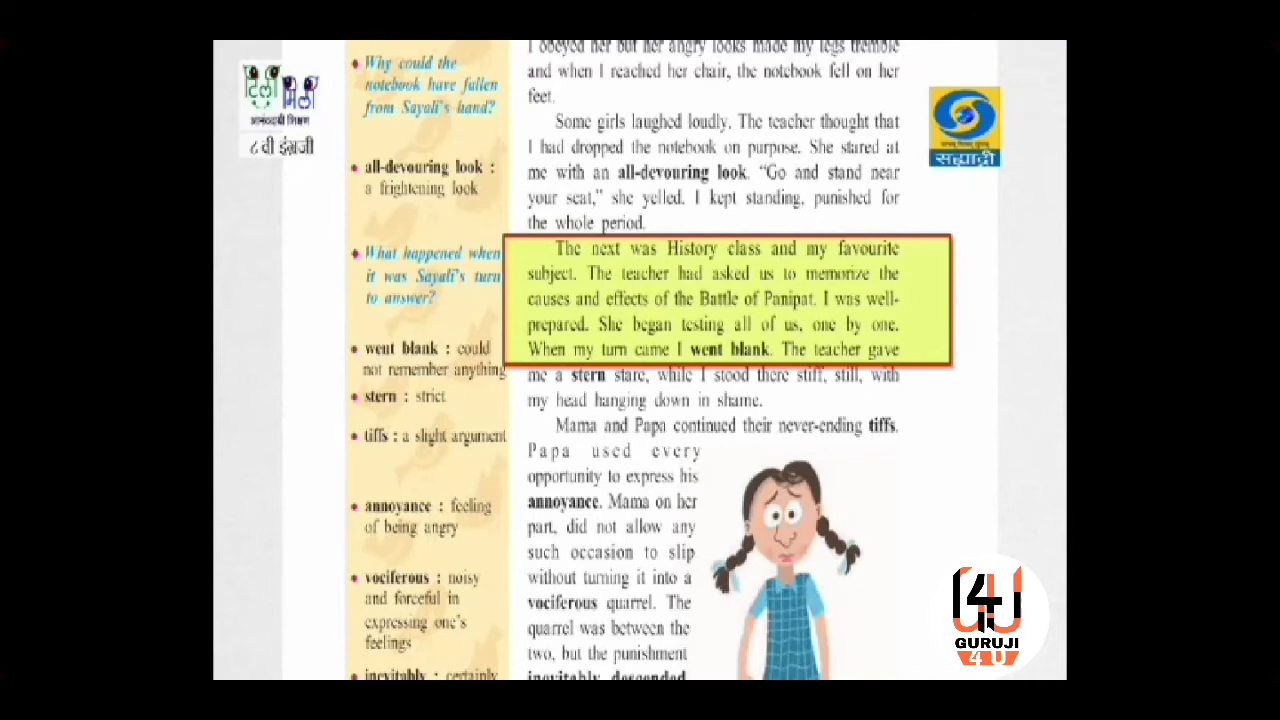 टिली
मिली
आनंददायी शिक्षण
८ वी इंग्रजी
Why could the
notebook have fallen
from Sayali's hand?
all-devouring look :
a frightening look
What happened when
it was Sayali's turn
to answer?
went blank : could
not remember anything
stern : strict
tiffs : a slight argument
annoyance : feeling
of being angry
vociferous : noisy
and forceful in
expressing one's
feelings
inevitably : certainly
I obeyed her but her angry looks made my legs tremble
and when I reached her chair, the notebook fell on her
feet.
Some girls laughed loudly. The teacher thought that
I had dropped the notebook on purpose. She stared at
me with an all-devouring look. “Go and stand near
your seat,” she yelled. I kept standing, punished for
the whole period.
The next was History class and my favourite
subject. The teacher had asked us to memorize the
causes and effects of the Battle of Panipat. I was well-
prepared. She began testing all of us, one by one.
When my turn came I went blank. The teacher gave
me a stern stare, while I stood there stiff, still, with
my head hanging down in shame.
Mama and Papa continued their never-ending tiffs.
Papa used every
opportunity to express his
annoyance. Mama on her
part, did not allow any
such occasion to slip
without turning it into a
vociferous quarrel. The
quarrel was between the
two, but the punishment
inevitably descended
सह्याद्री
U4U
GURUJI
4 U